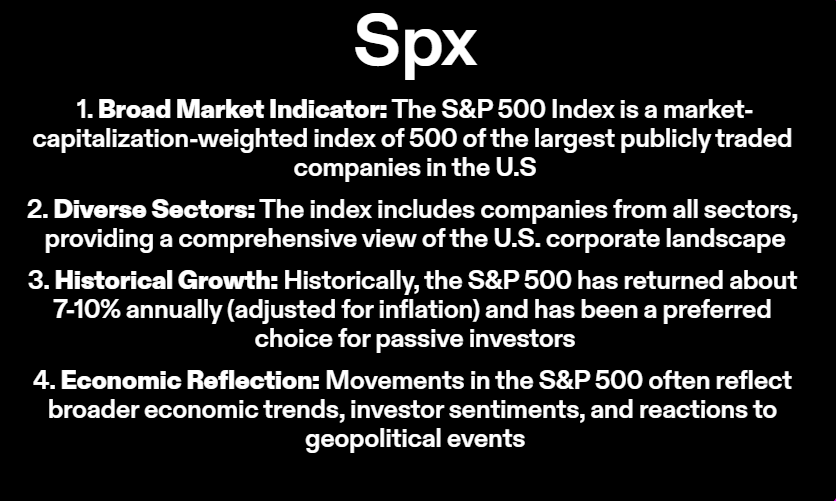 Spx
1. Broad Market Indicator: The S&P 500 Index is a market-
capitalization-weighted index of 500 of the largest publicly traded
companies in the U.S
2. Diverse Sectors: The index includes companies from all sectors,
providing a comprehensive view of the U.S. corporate landscape
3. Historical Growth: Historically, the S&P 500 has returned about
7-10% annually (adjusted for inflation) and has been a preferred
choice for passive investors
4. Economic Reflection: Movements in the S&P 500 often reflect
broader economic trends, investor sentiments, and reactions to
geopolitical events